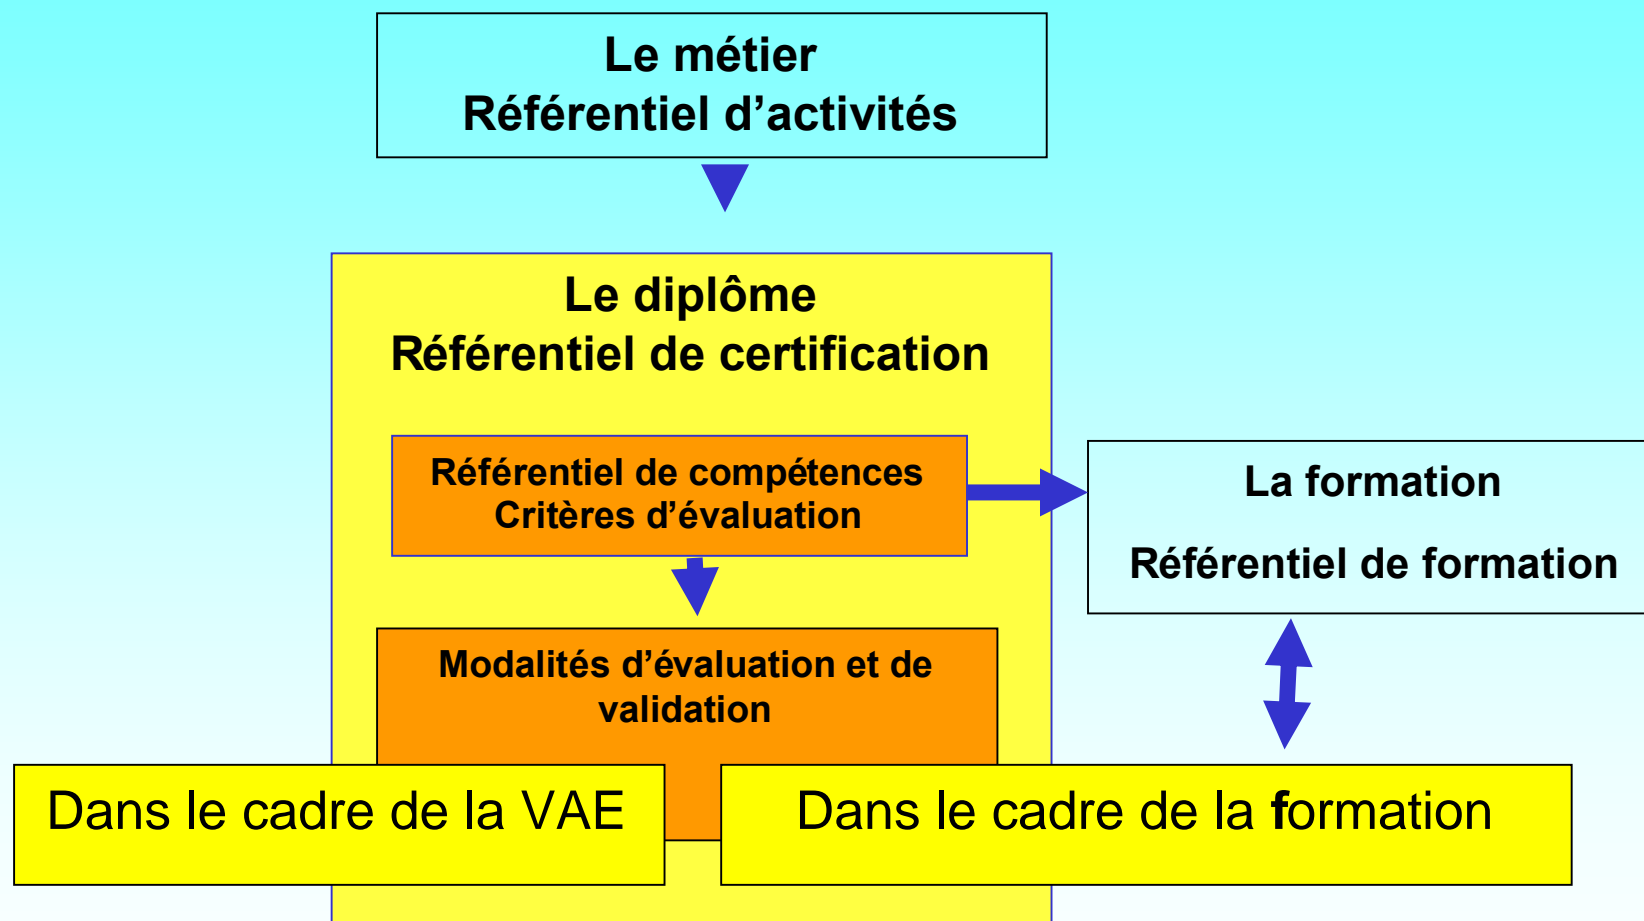 Le métier
Référentiel d’activités
Le diplôme
Référentiel de certification
Référentiel de compétences
Critères d’évaluation
La formation
Référentiel de formation
Modalités d’évaluation et de
validation
Dans le cadre de la VAE
Dans le cadre de la formation